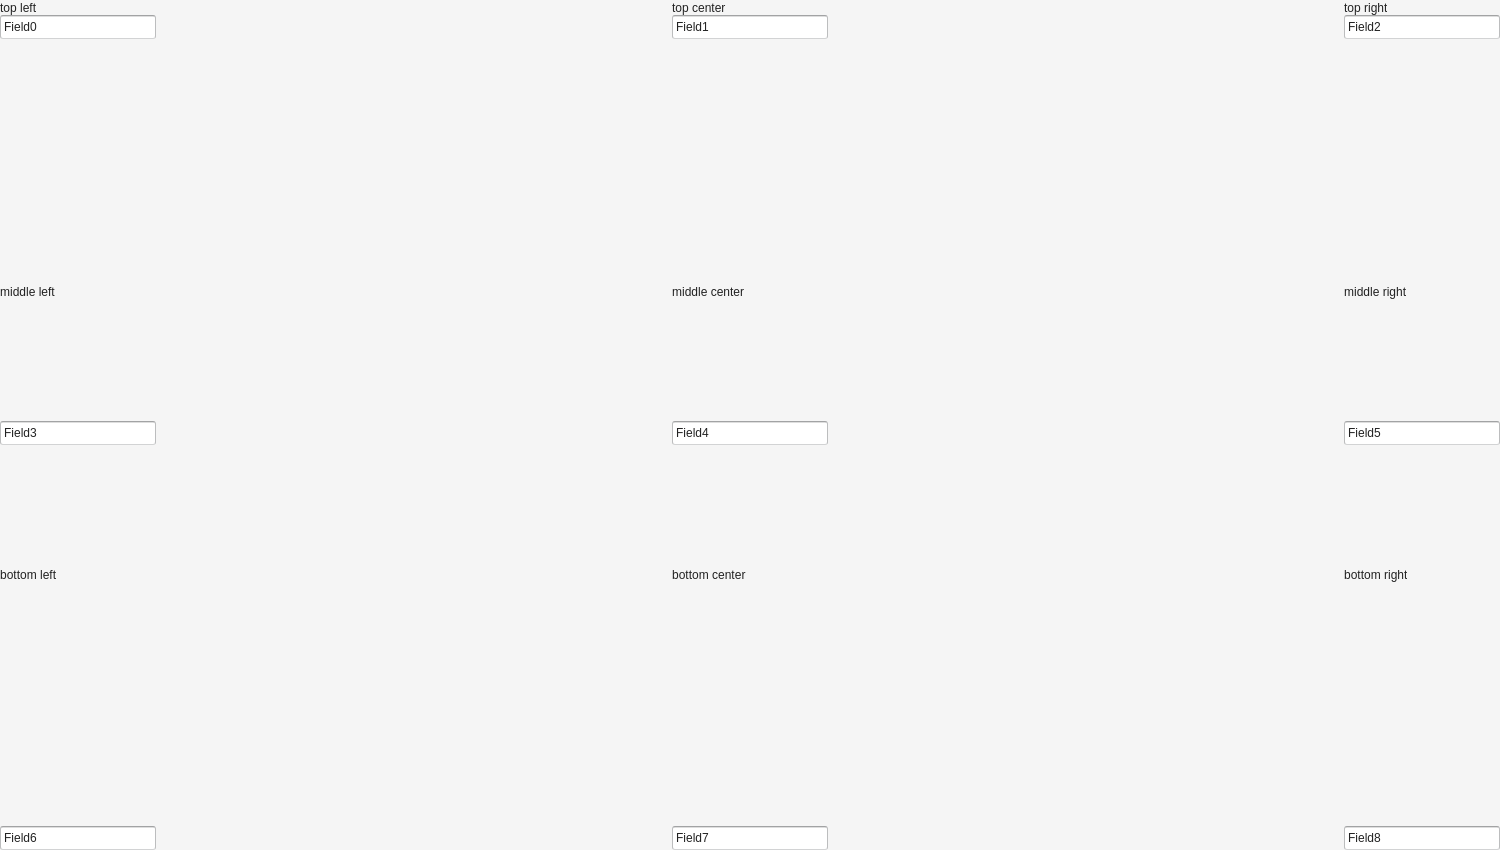 top left
top center
top right
Field0
Field1
Field2
middle left
middle center
middle right
Field3
Field4
Field5
bottom left
bottom center
bottom right
Field6
Field7
Field8